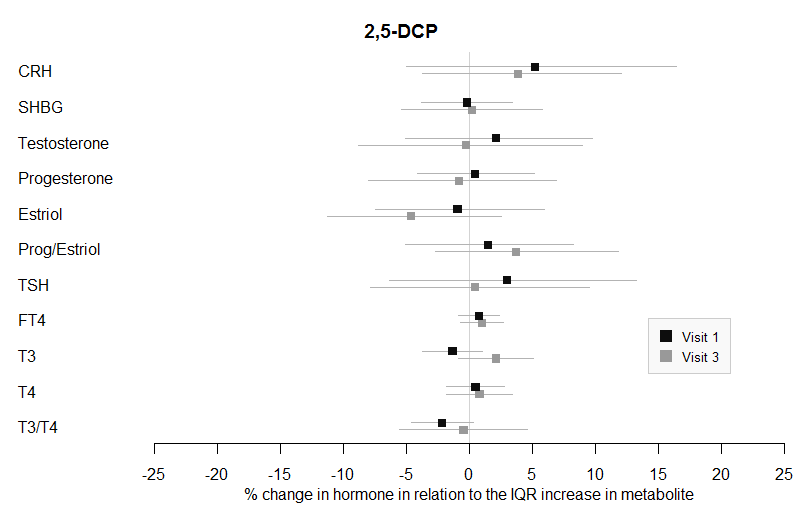 2,5-DCP
CRH
SHBG
Testosterone
Progesterone
Estriol
Prog/Estriol
TSH
FT4
T3
T4
T3/T4
Visit 1
Visit 3
-25 -20 -15 -10 -5 0 5 10 15 20 25
% change in hormone in relation to the IQR increase in metabolite